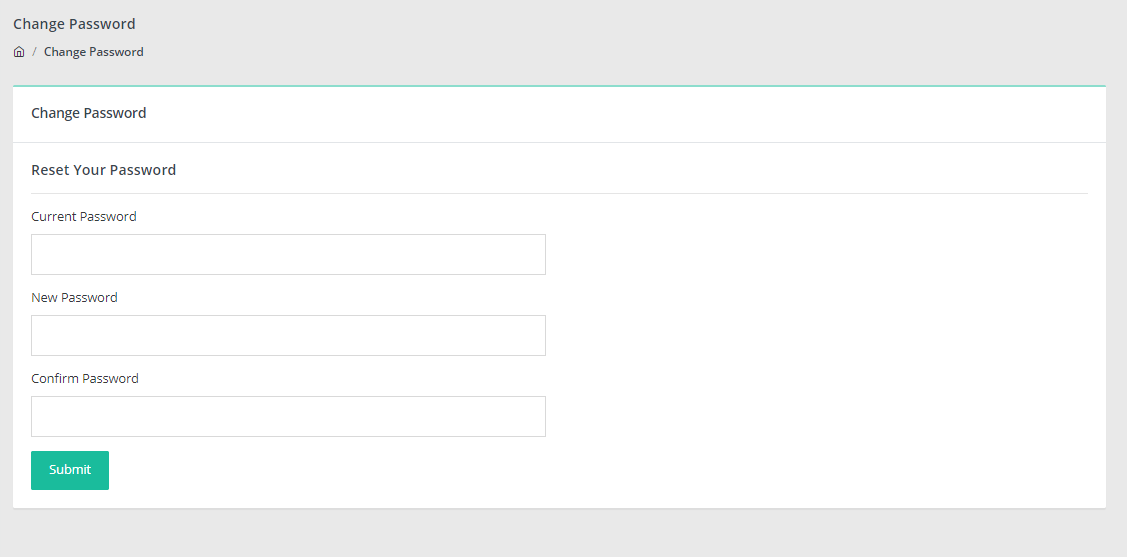 Change Password
/ Change Password
Change Password
Reset Your Password
Current Password
New Password
Confirm Password
Submit